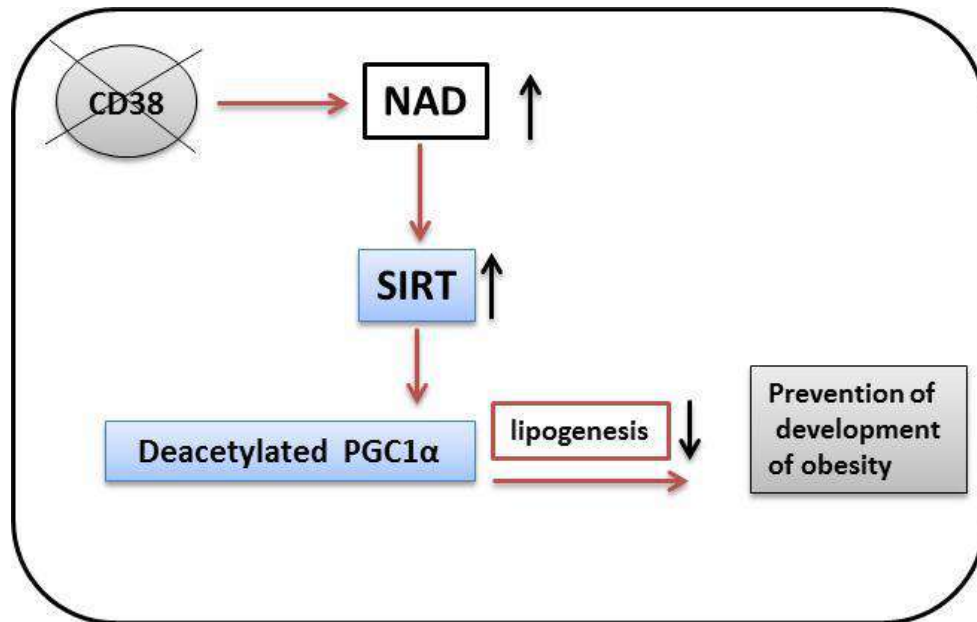 CD38
NAD
SIRT
Deacetylated PGC1α
lipogenesis
Prevention of
development
of obesity